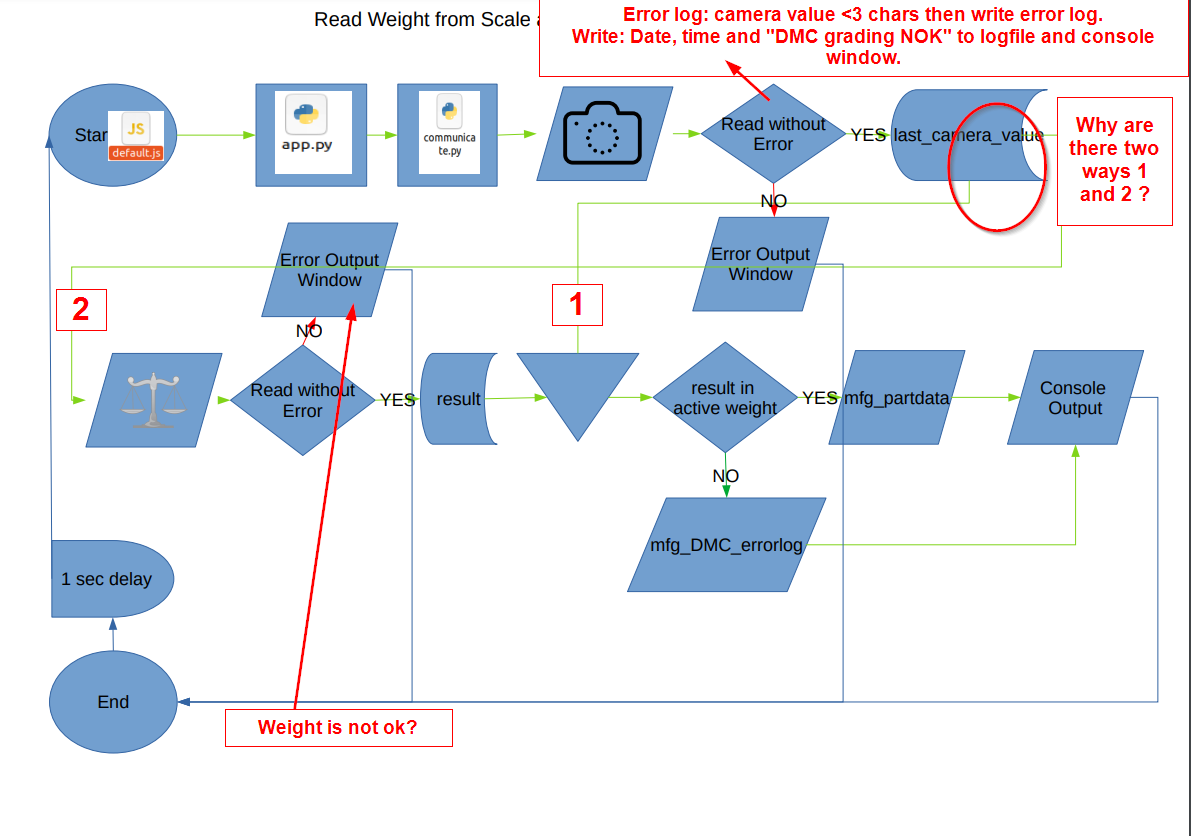 Read Weight from Scale
Error log: camera value <3 chars then write error log.
Write: Date, time and "DMC grading NOK" to logfile and console
window.
Star
JS
default.js
app.py
communica
te.py
Read without
Error
YES
last_camera_value
Why are
there two
ways 1
and 2 ?
NO
Error Output
Window
Error Output
Window
2
1
NO
Read without
Error
YES
result
result in
active weight
YES
mfg_partdata
Console
Output
NO
mfg_DMC_errorlog
1 sec delay
End
Weight is not ok?